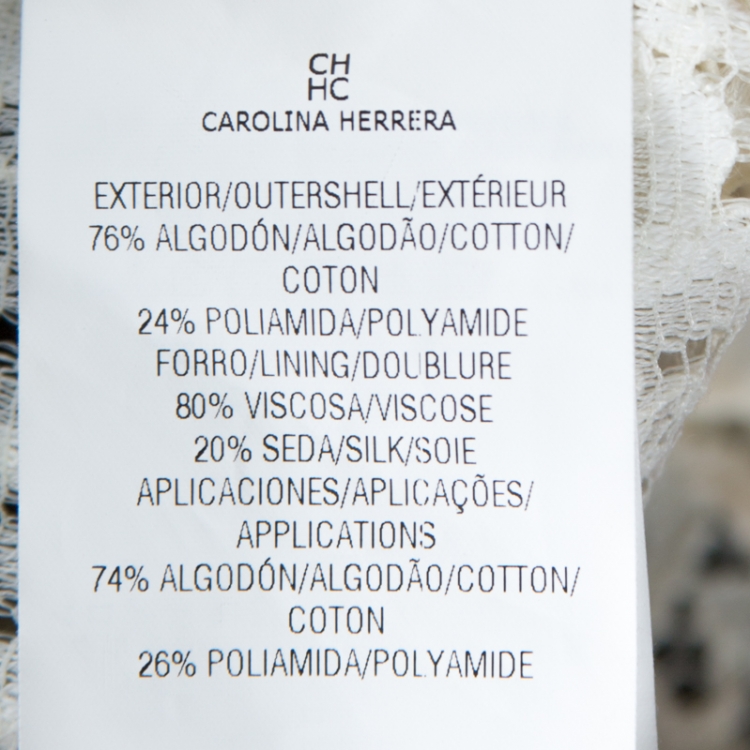 CH
HC
CAROLINA HERRERA
EXTERIOR/OUTERSHELL/EXTÉRIEUR
76% ALGODÓN/ALGODÃO/COTTON/
COTON
24% POLIAMIDA/POLYAMIDE
FORRO/LINING/DOUBLURE
80% VISCOSA/VISCOSE
20% SEDA/SILK/SOIE
APLICACIONES/APLICAÇÕES/
APPLICATIONS
74% ALGODÓN/ALGODÃO/COTTON/
COTON
26% POLIAMIDA/POLYAMIDE